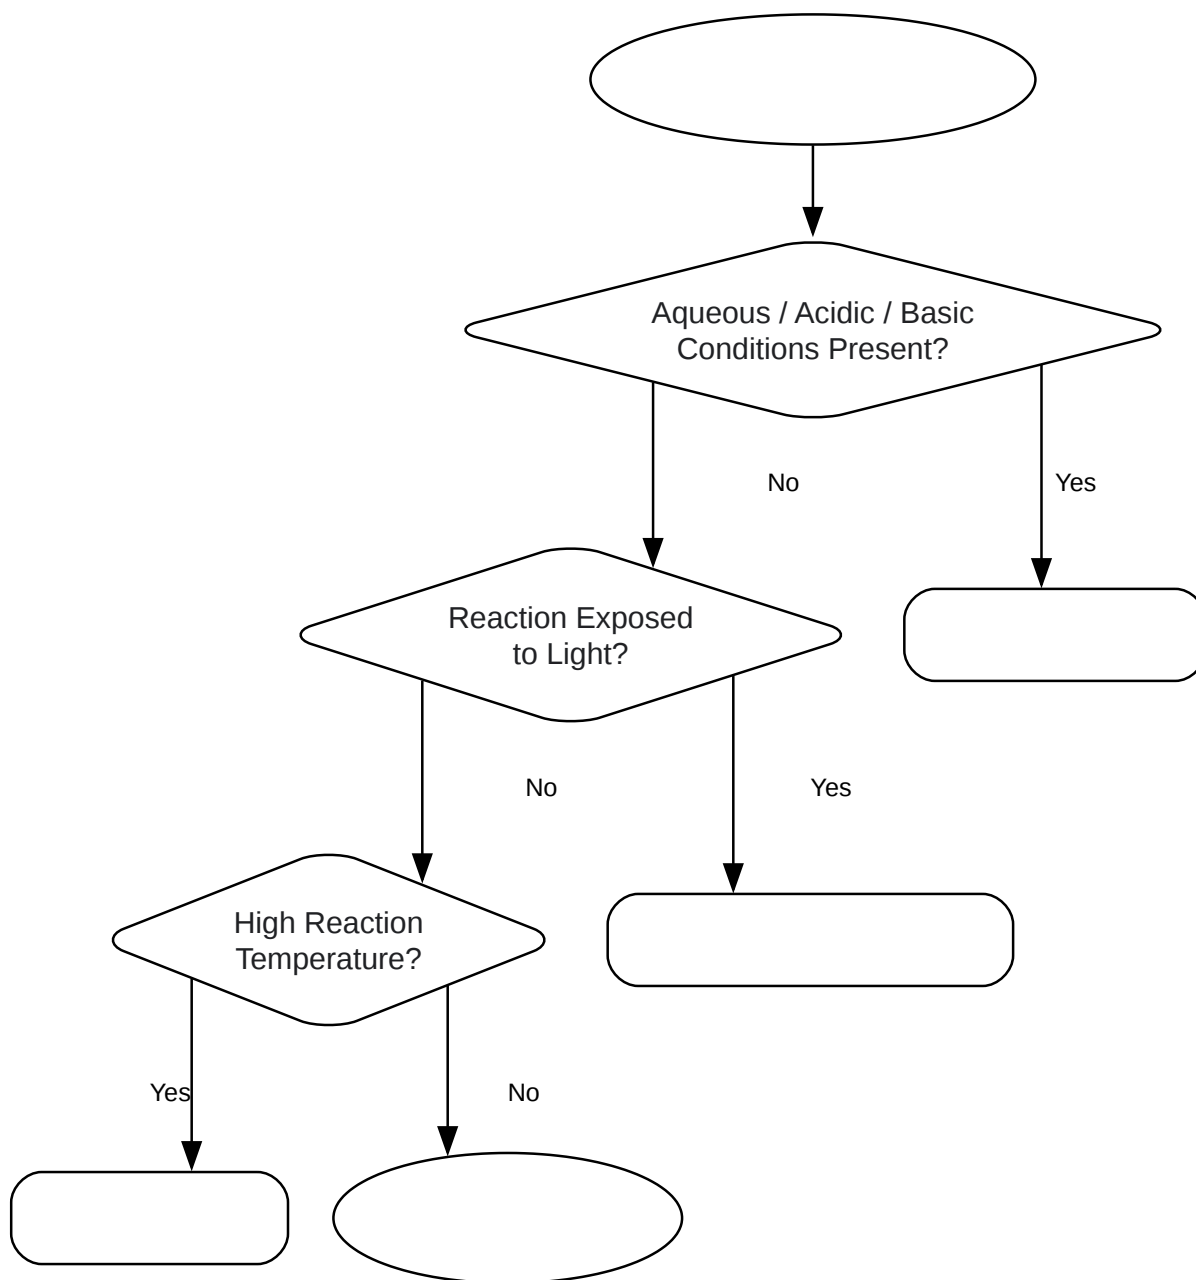 Aqueous / Acidic / Basic
Conditions Present?
No
Yes
Reaction Exposed
to Light?
No
Yes
High Reaction
Temperature?
Yes
No